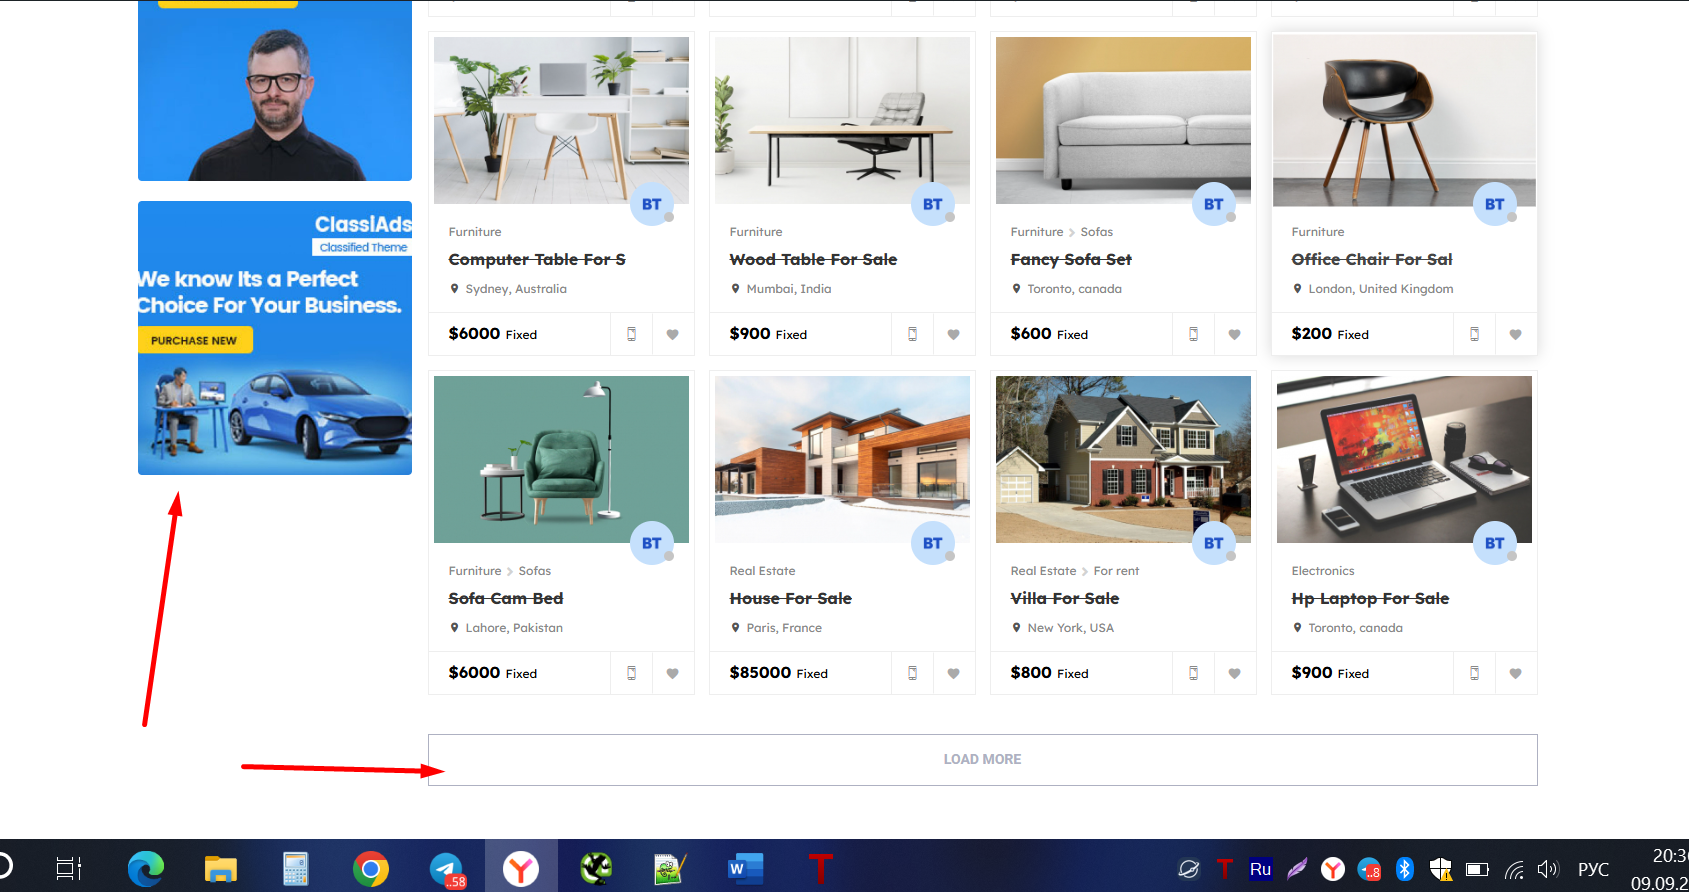 ClassiAds
Classified Theme
We know Its a Perfect
Choice For Your Business.
PURCHASE NEW
BT
Furniture
Computer Table For S
Sydney, Australia
$6000 Fixed
BT
Furniture
Wood Table For Sale
Mumbai, India
$900 Fixed
BT
Furniture > Sofas
Fancy Sofa Set
Toronto, canada
$600 Fixed
BT
Furniture
Office Chair For Sal
London, United Kingdom
$200 Fixed
BT
Furniture > Sofas
Sofa Cam Bed
Lahore, Pakistan
$6000 Fixed
BT
Real Estate
House For Sale
Paris, France
$85000 Fixed
BT
Real Estate > For rent
Villa For Sale
New York, USA
$800 Fixed
BT
Electronics
Hp Laptop For Sale
Toronto, canada
$900 Fixed
LOAD MORE
..58
W
T
T
Ru
..8
РУС
20:3
09.09.2